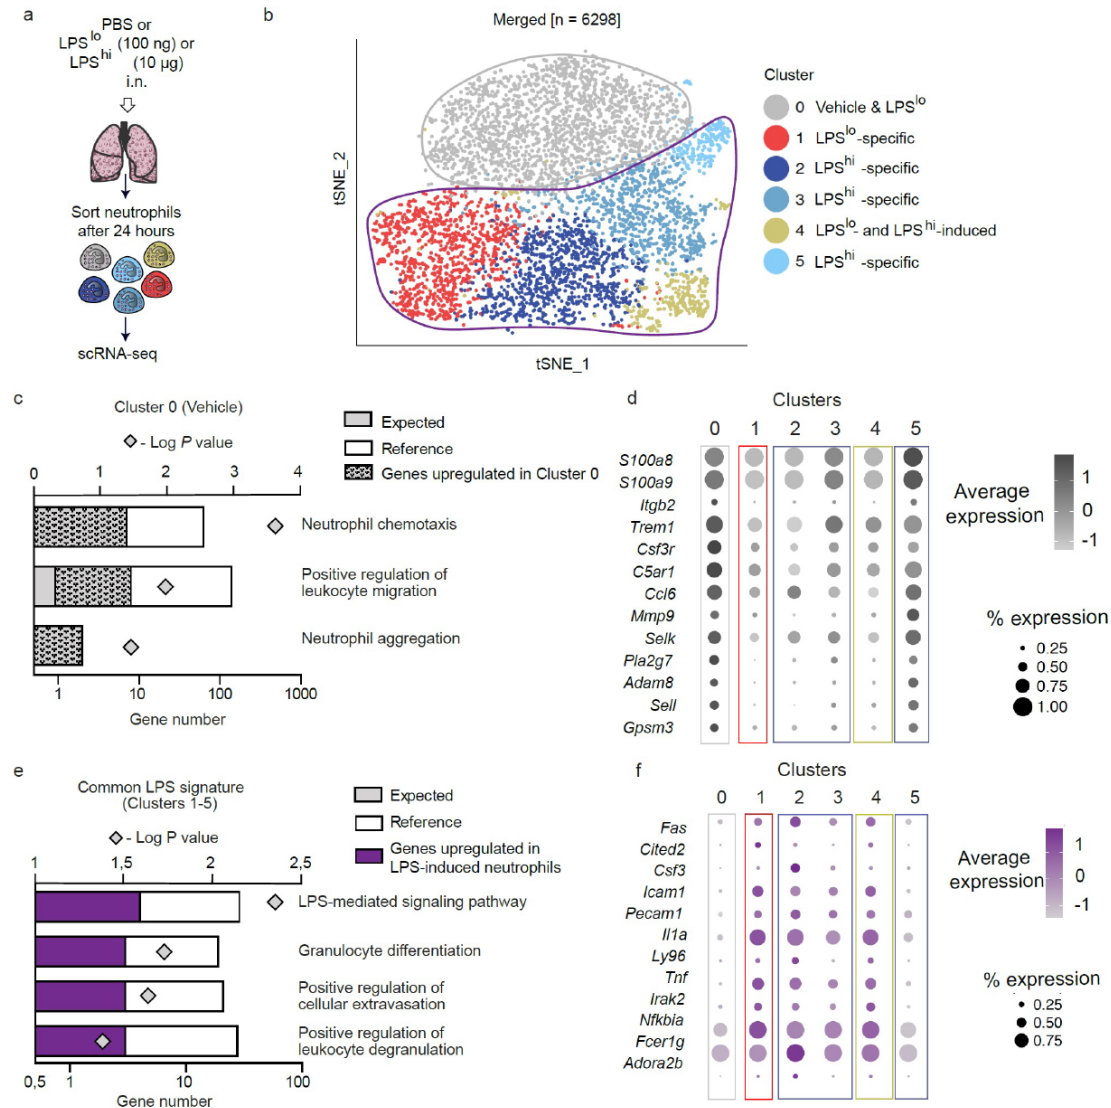 a
PBS or
LPSlo (100 ng) or
LPShi (10 µg)
i.n.
Sort neutrophils
after 24 hours
scRNA-seq
b
Merged [n = 6298]
tSNE_2
tSNE_1
Cluster
0 Vehicle & LPSlo
1 LPSlo-specific
2 LPShi -specific
3 LPShi -specific
4 LPSlo- and LPShi-induced
5 LPShi -specific
c
Cluster 0 (Vehicle)
- Log P value
Expected
Reference
Genes upregulated in Cluster 0
0 1 2 3 4
Neutrophil chemotaxis
Positive regulation of
leukocyte migration
Neutrophil aggregation
1 10 100 1000
Gene number
d
Clusters
0 1 2 3 4 5
S100a8
S100a9
Itgb2
Trem1
Csf3r
C5ar1
Ccl6
Mmp9
Selk
Pla2g7
Adam8
Sell
Gpsm3
Average
expression
1
0
-1
% expression
0.25
0.50
0.75
1.00
e
Common LPS signature
(Clusters 1-5)
- Log P value
Expected
Reference
Genes upregulated in
LPS-induced neutrophils
1 1,5 2 2,5
LPS-mediated signaling pathway
Granulocyte differentiation
Positive regulation of
cellular extravasation
Positive regulation of
leukocyte degranulation
0,5 1 10 100
Gene number
f
Clusters
0 1 2 3 4 5
Fas
Cited2
Csf3
Icam1
Pecam1
Il1a
Ly96
Tnf
Irak2
Nfkbia
Fcer1g
Adora2b
Average
expression
1
0
-1
% expression
0.25
0.50
0.75